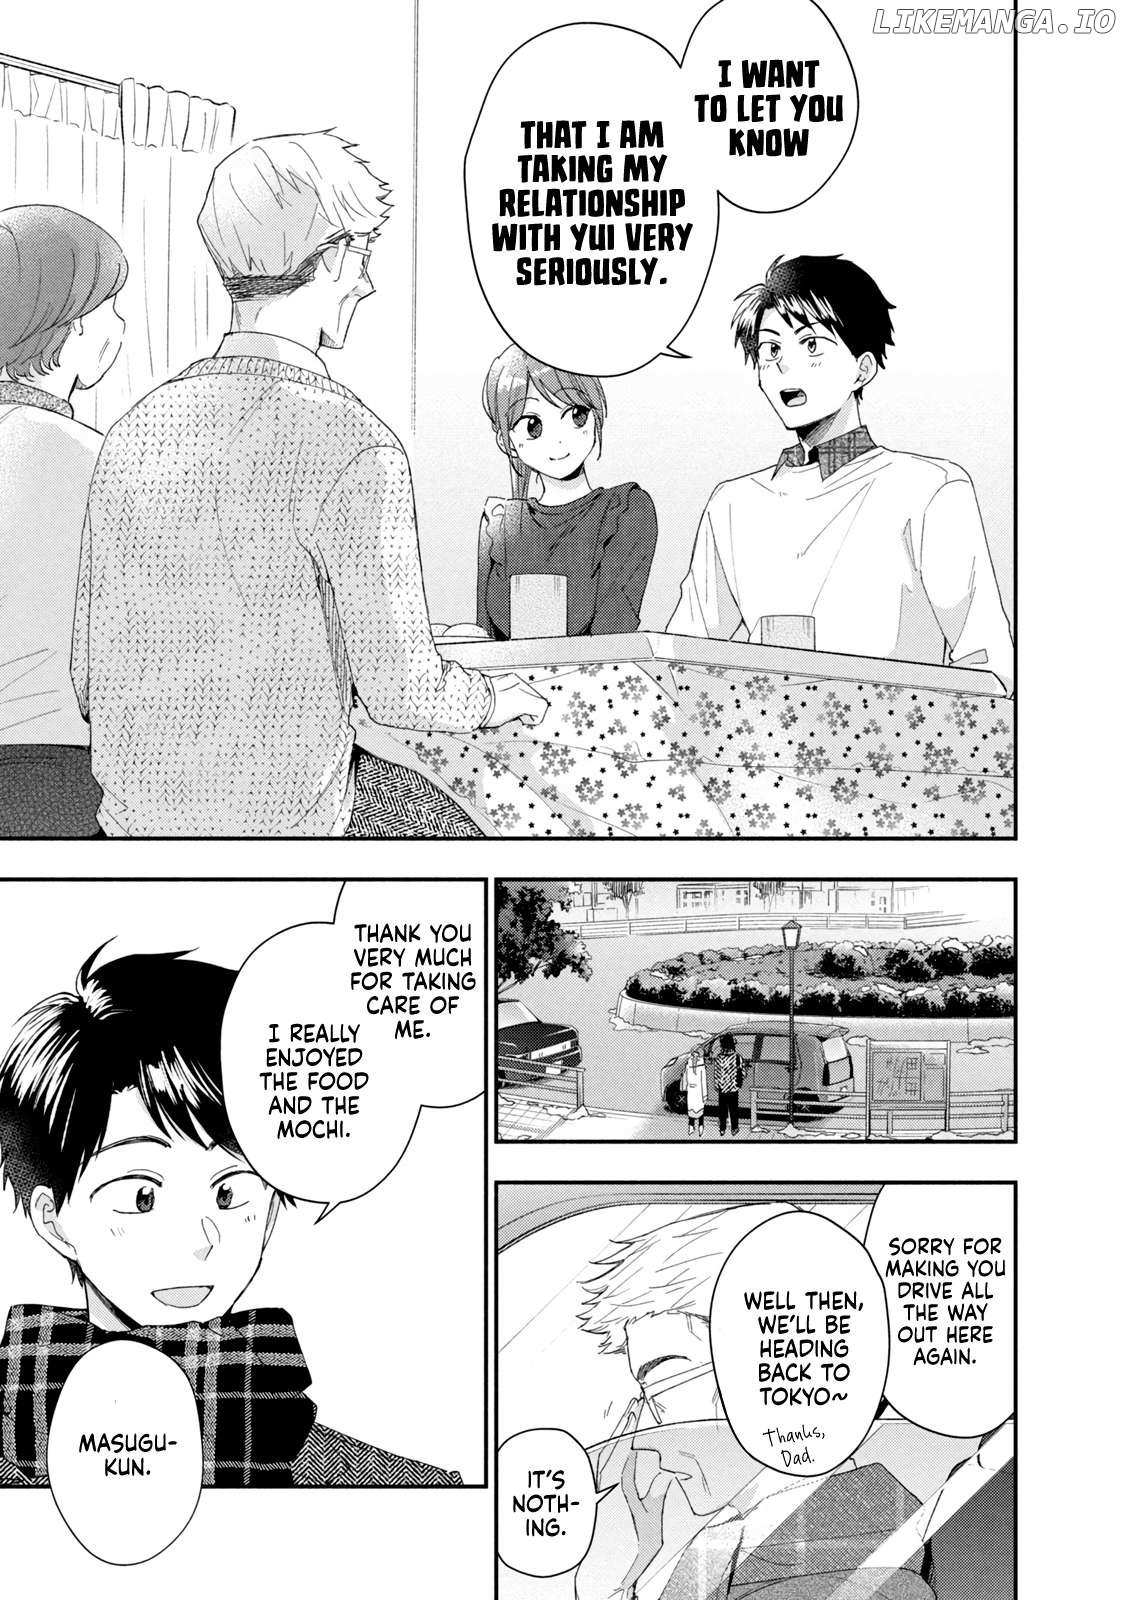 LIKEMANGA.IO
I WANT
TO LET YOU
KNOW
THAT I AM
TAKING MY
RELATIONSHIP
WITH YUI VERY
SERIOUSLY.
SORRY FOR
MAKING YOU
DRIVE ALL
THE WAY
OUT HERE
AGAIN.
WELL THEN,
WE'LL BE
HEADING
BACK TO
TOKYO~
Thanks,
Dad.
IT'S
NOTH-
ING.
THANK YOU
VERY MUCH
FOR TAKING
CARE OF
ME.
I REALLY
ENJOYED
THE FOOD
AND THE
MOCHI.
MASUGU-
KUN.